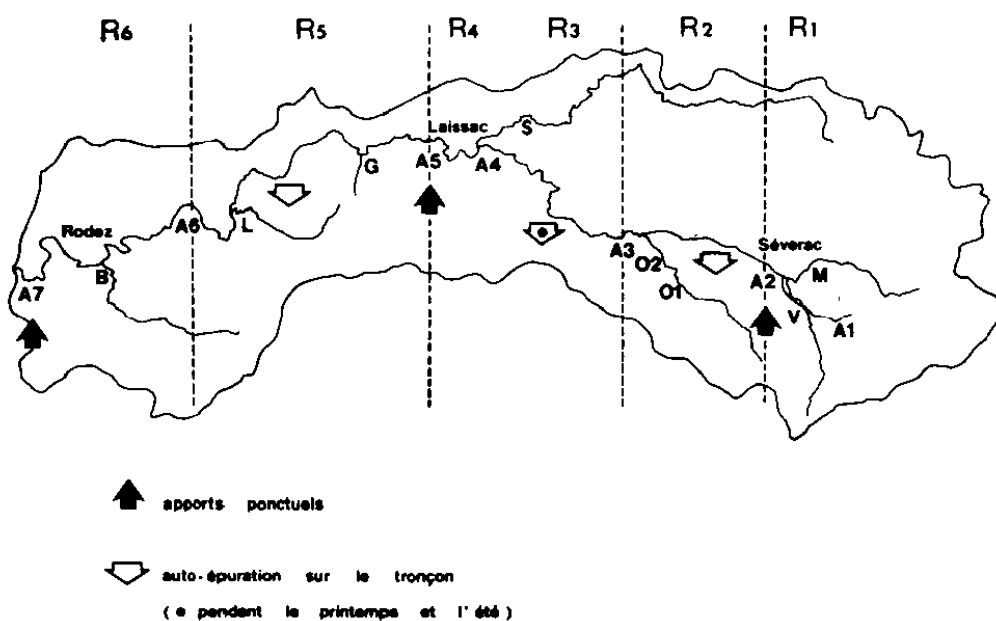 R6 R5 R4 R3 R2 R1
Laissac S
A5 A4
G
Rodez A6 L
A3 Séverac
O2 A2 M
B O1
A7 V A1
apports ponctuels
auto-épuration sur le tronçon
( • pendant le printemps et l'été )